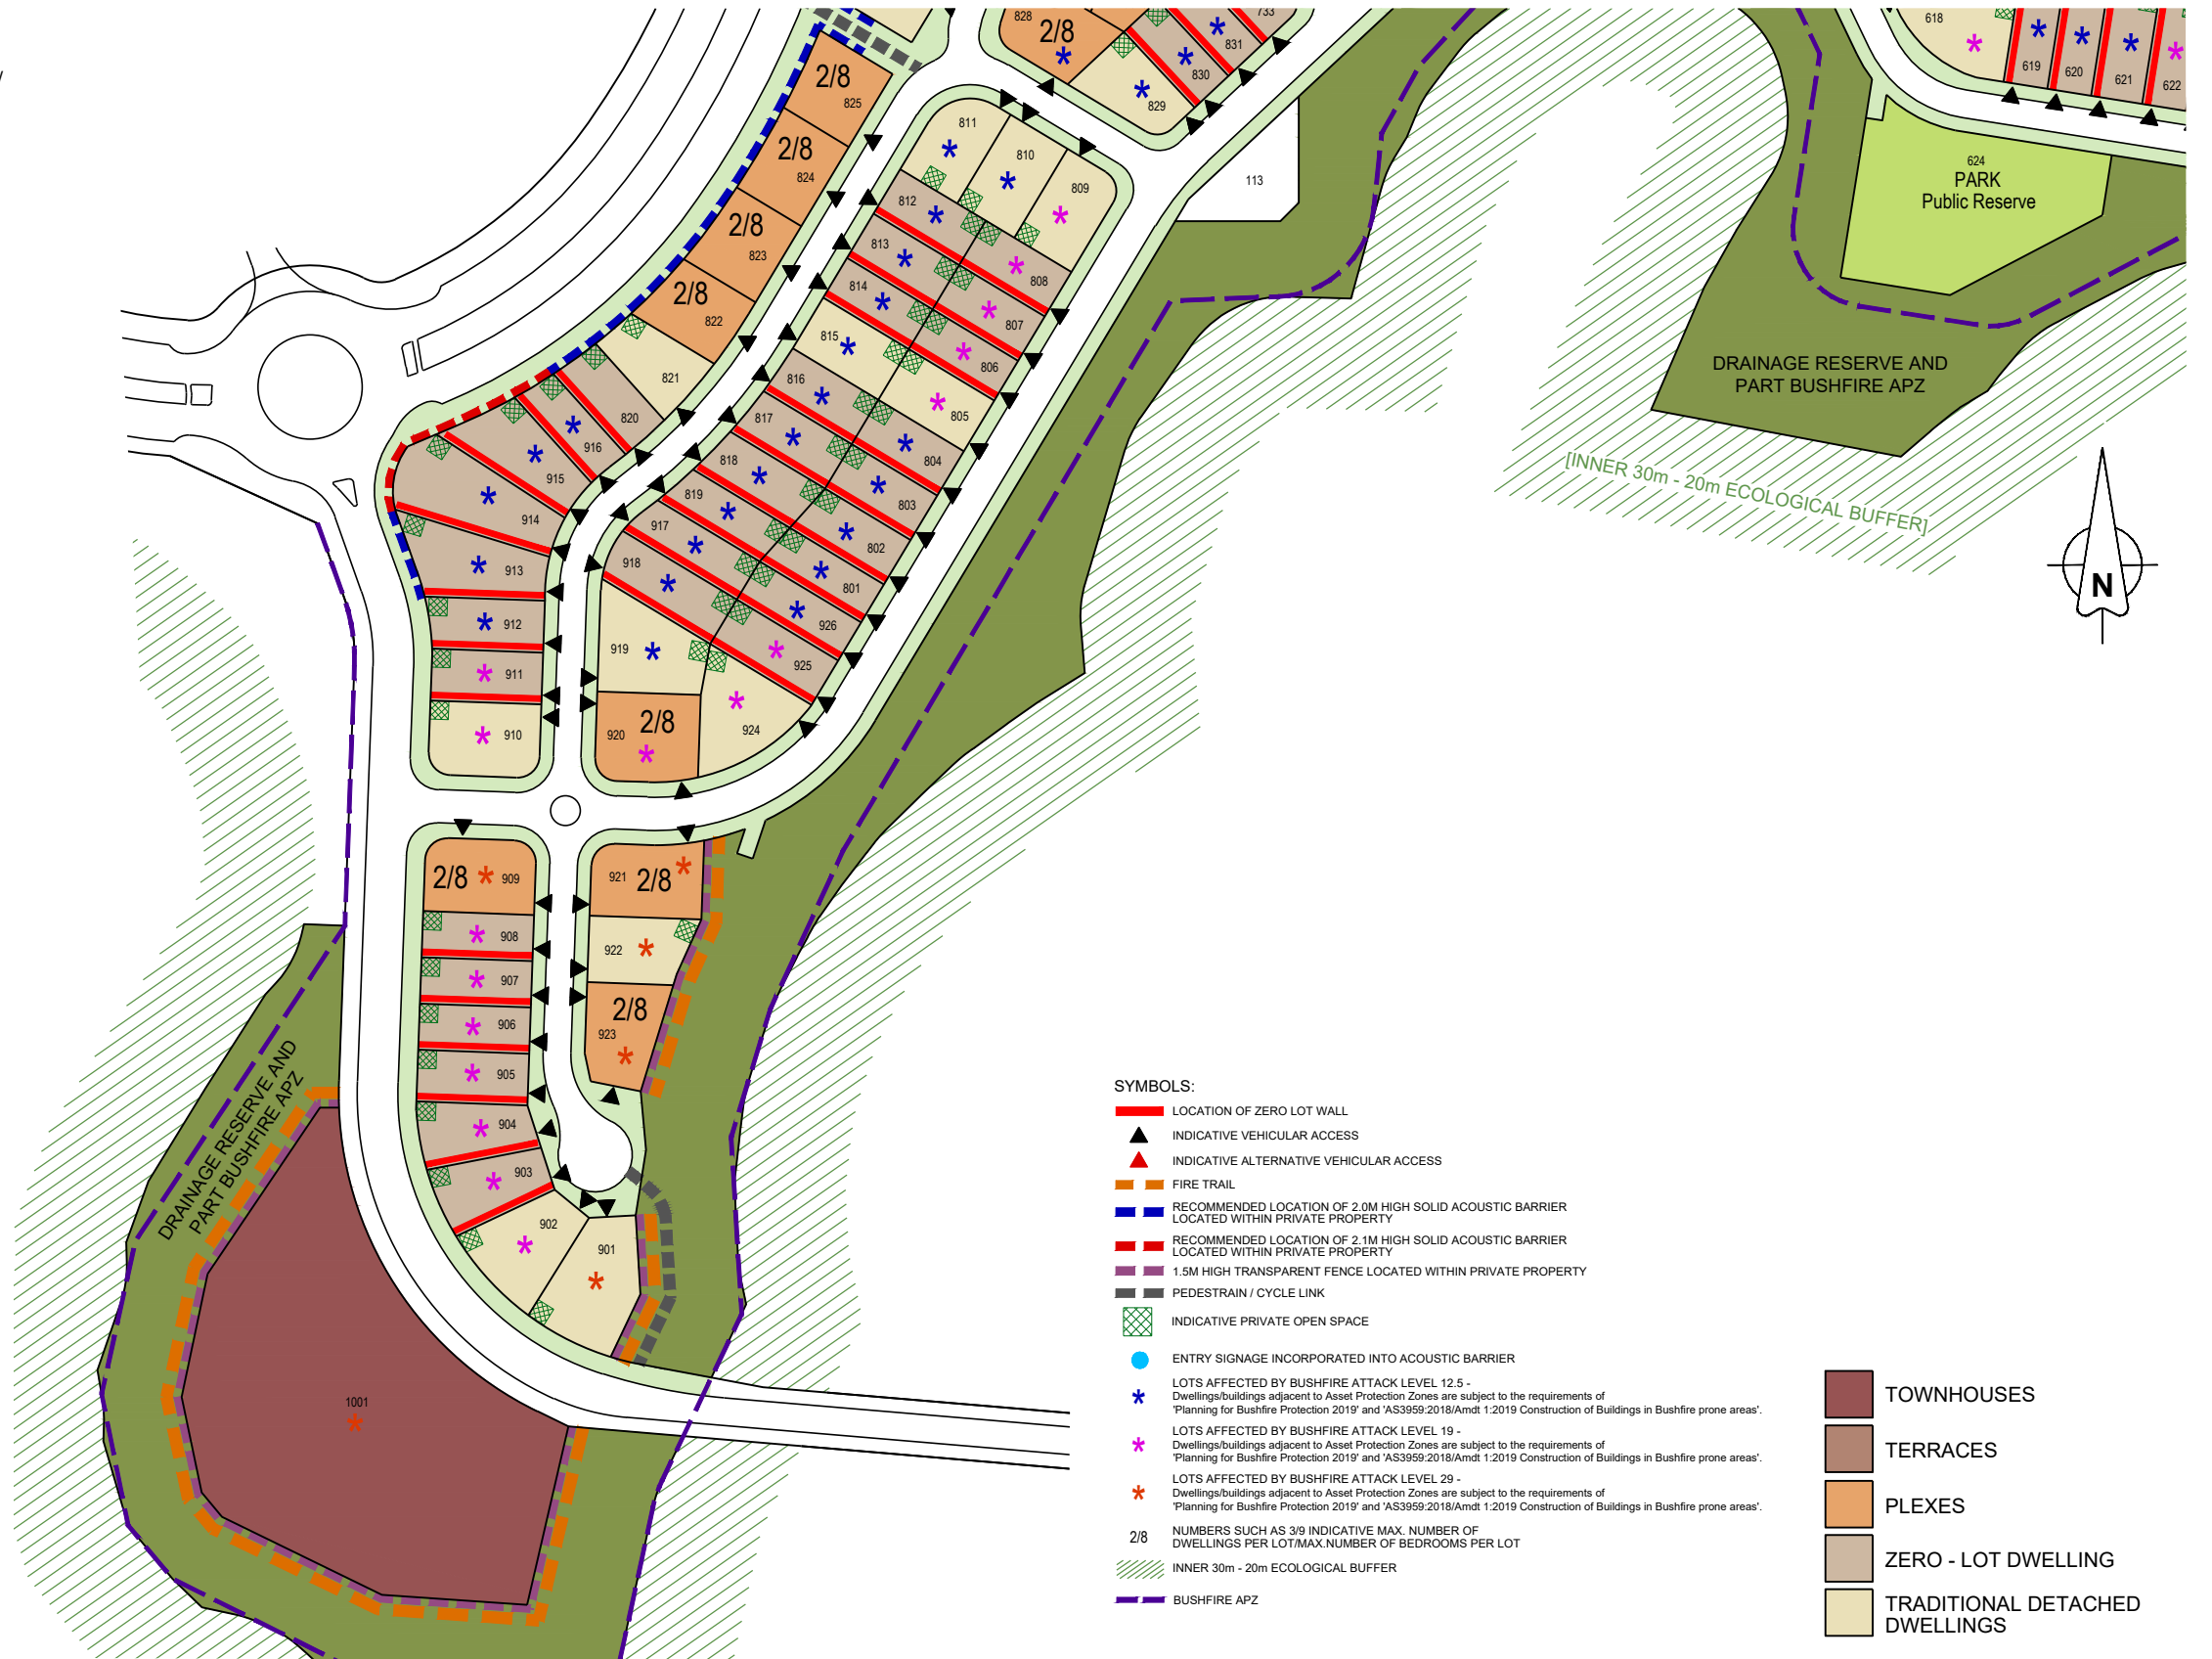 828
2/8
733
831
830
829
618
619
620
621
622
2/8
825
2/8
824
2/8
823
2/8
822
821
820
811
810
809
113
624
PARK
Public Reserve
812
808
813
807
814
806
815
805
816
804
817
803
818
802
819
801
917
926
918
925
919
924
920
2/8
916
915
914
913
912
911
910
DRAINAGE RESERVE AND
PART BUSHFIRE APZ
[INNER 30m - 20m ECOLOGICAL BUFFER]
N
2/8
909
921
2/8
908
922
907
2/8
923
906
905
904
903
902
901
DRAINAGE RESERVE AND
PART BUSHFIRE APZ
1001
SYMBOLS:
LOCATION OF ZERO LOT WALL
INDICATIVE VEHICULAR ACCESS
INDICATIVE ALTERNATIVE VEHICULAR ACCESS
FIRE TRAIL
RECOMMENDED LOCATION OF 2.0M HIGH SOLID ACOUSTIC BARRIER
LOCATED WITHIN PRIVATE PROPERTY
RECOMMENDED LOCATION OF 2.1M HIGH SOLID ACOUSTIC BARRIER
LOCATED WITHIN PRIVATE PROPERTY
1.5M HIGH TRANSPARENT FENCE LOCATED WITHIN PRIVATE PROPERTY
PEDESTRAIN / CYCLE LINK
INDICATIVE PRIVATE OPEN SPACE
ENTRY SIGNAGE INCORPORATED INTO ACOUSTIC BARRIER
LOTS AFFECTED BY BUSHFIRE ATTACK LEVEL 12.5 -
Dwellings/buildings adjacent to Asset Protection Zones are subject to the requirements of
'Planning for Bushfire Protection 2019' and 'AS3959:2018/Amdt 1:2019 Construction of Buildings in Bushfire prone areas'.
LOTS AFFECTED BY BUSHFIRE ATTACK LEVEL 19 -
Dwellings/buildings adjacent to Asset Protection Zones are subject to the requirements of
'Planning for Bushfire Protection 2019' and 'AS3959:2018/Amdt 1:2019 Construction of Buildings in Bushfire prone areas'.
LOTS AFFECTED BY BUSHFIRE ATTACK LEVEL 29 -
Dwellings/buildings adjacent to Asset Protection Zones are subject to the requirements of
'Planning for Bushfire Protection 2019' and 'AS3959:2018/Amdt 1:2019 Construction of Buildings in Bushfire prone areas'.
2/8
NUMBERS SUCH AS 3/9 INDICATIVE MAX. NUMBER OF
DWELLINGS PER LOT/MAX.NUMBER OF BEDROOMS PER LOT
INNER 30m - 20m ECOLOGICAL BUFFER
BUSHFIRE APZ
TOWNHOUSES
TERRACES
PLEXES
ZERO - LOT DWELLING
TRADITIONAL DETACHED
DWELLINGS